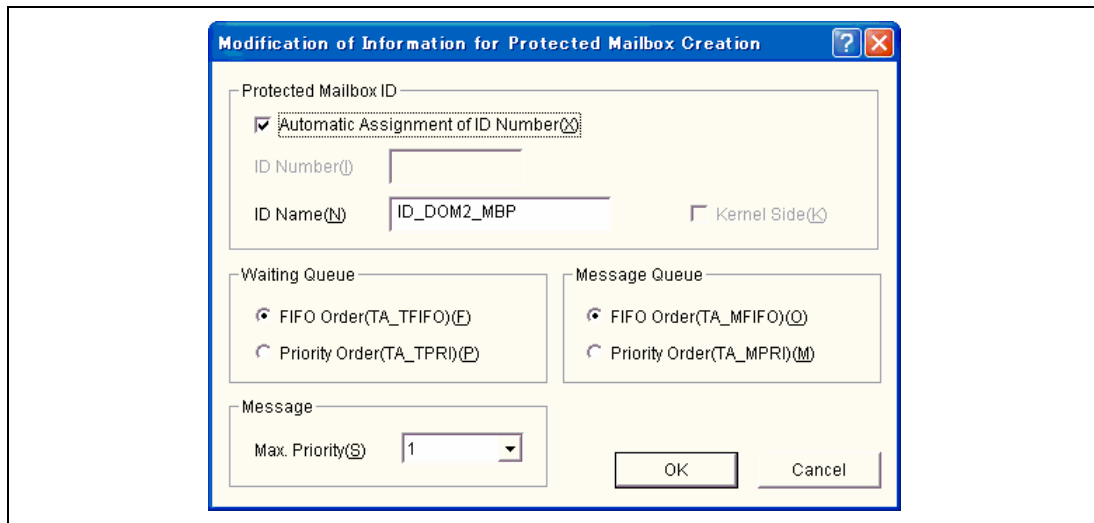 Modification of Information for Protected Mailbox Creation
Protected Mailbox ID
Automatic Assignment of ID Number(X)
ID Number(I)
ID Name(N) ID_DOM2_MBP Kernel Side(K)
Waiting Queue Message Queue
FIFO Order(TA_TFIFO)(F) FIFO Order(TA_MFIFO)(O)
Priority Order(TA_TPRI)(P) Priority Order(TA_MPRI)(M)
Message
Max. Priority(S) 1
OK Cancel